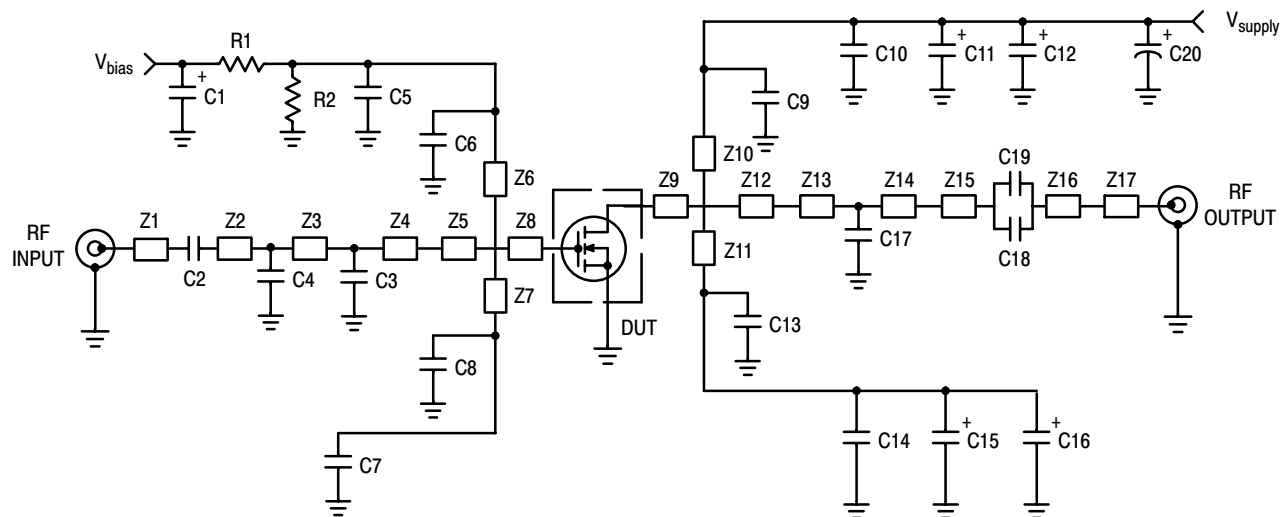 Vbias
R1
+
C1
R2
C5
C6
Z6
RF
INPUT
Z1
C2
Z2
C4
Z3
C3
Z4
Z5
Z8
Z7
C8
C7
DUT
Vsupply
C10
+
C11
+
C12
+
C20
C9
Z10
Z9
Z12
Z13
C17
Z14
Z15
C19
C18
Z16
Z17
RF
OUTPUT
Z11
C13
C14
+
C15
+
C16